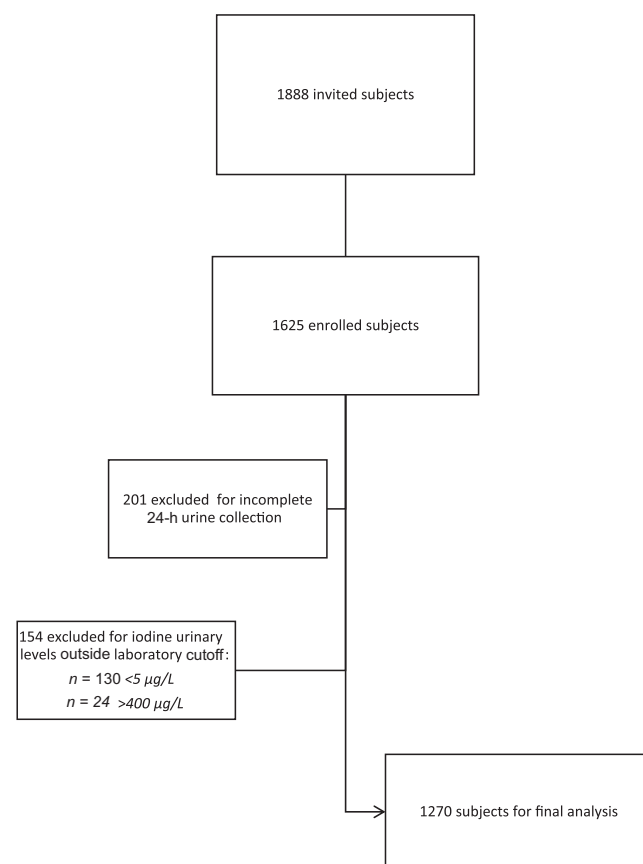 1888 invited subjects
1625 enrolled subjects
201 excluded for incomplete
24-h urine collection
154 excluded for iodine urinary
levels outside laboratory cutoff:
n = 130 <5 µg/L
n = 24 >400 µg/L
1270 subjects for final analysis